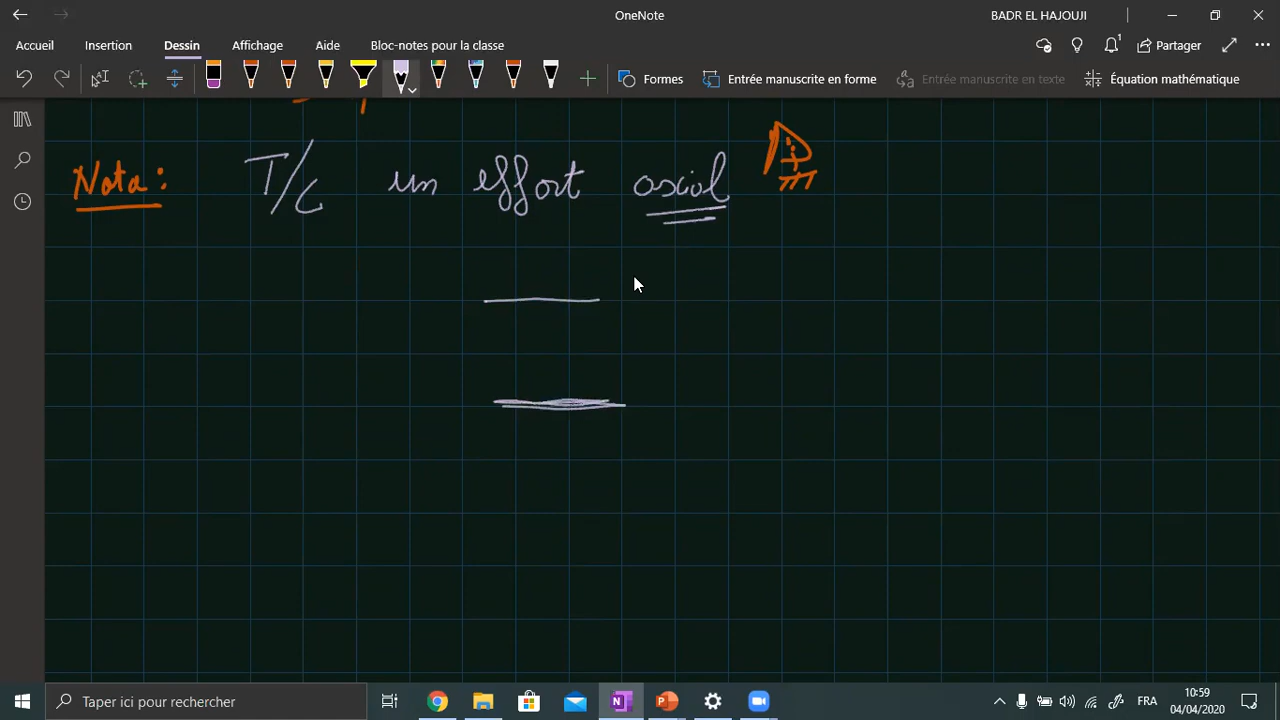 OneNote
BADR EL HAJOUJI
Accueil Insertion Dessin Affichage Aide Bloc-notes pour la classe
Partager
Formes Entrée manuscrite en forme Entrée manuscrite en texte Équation mathématique
Nota: T/C un effort axial
Taper ici pour rechercher
FRA
10:59
04/04/2020